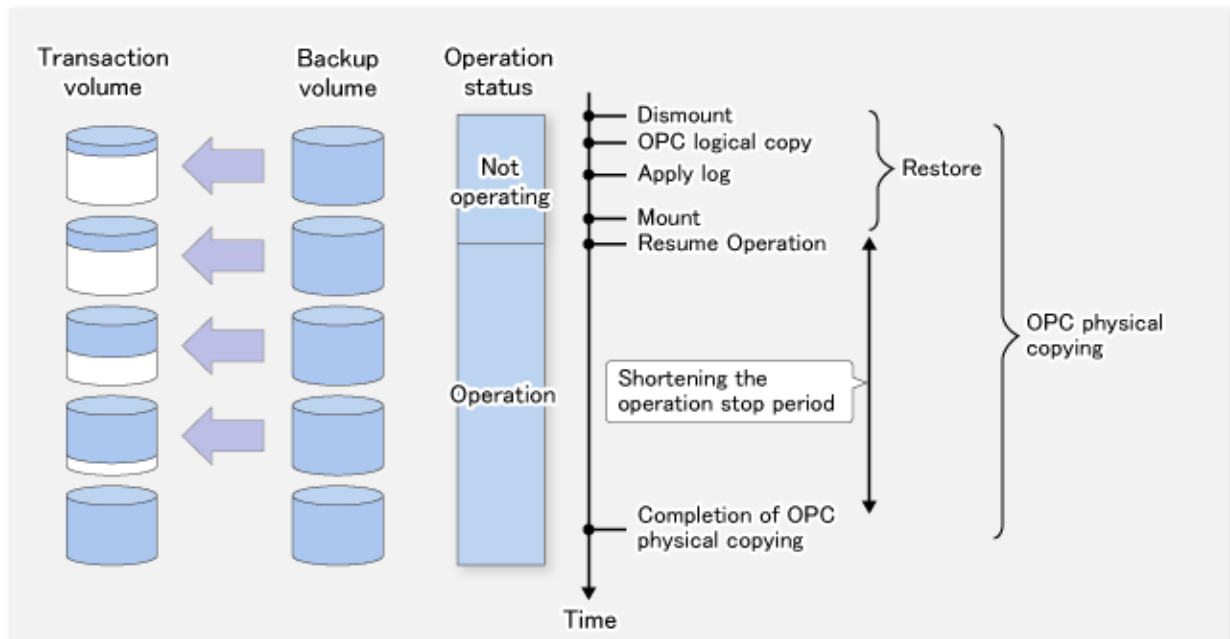 Transaction
volume
Backup
volume
Operation
status
Not
operating
Operation
Dismount
OPC logical copy
Apply log
Mount
Resume Operation
Restore
Shortening the
operation stop period
OPC physical
copying
Completion of OPC
physical copying
Time